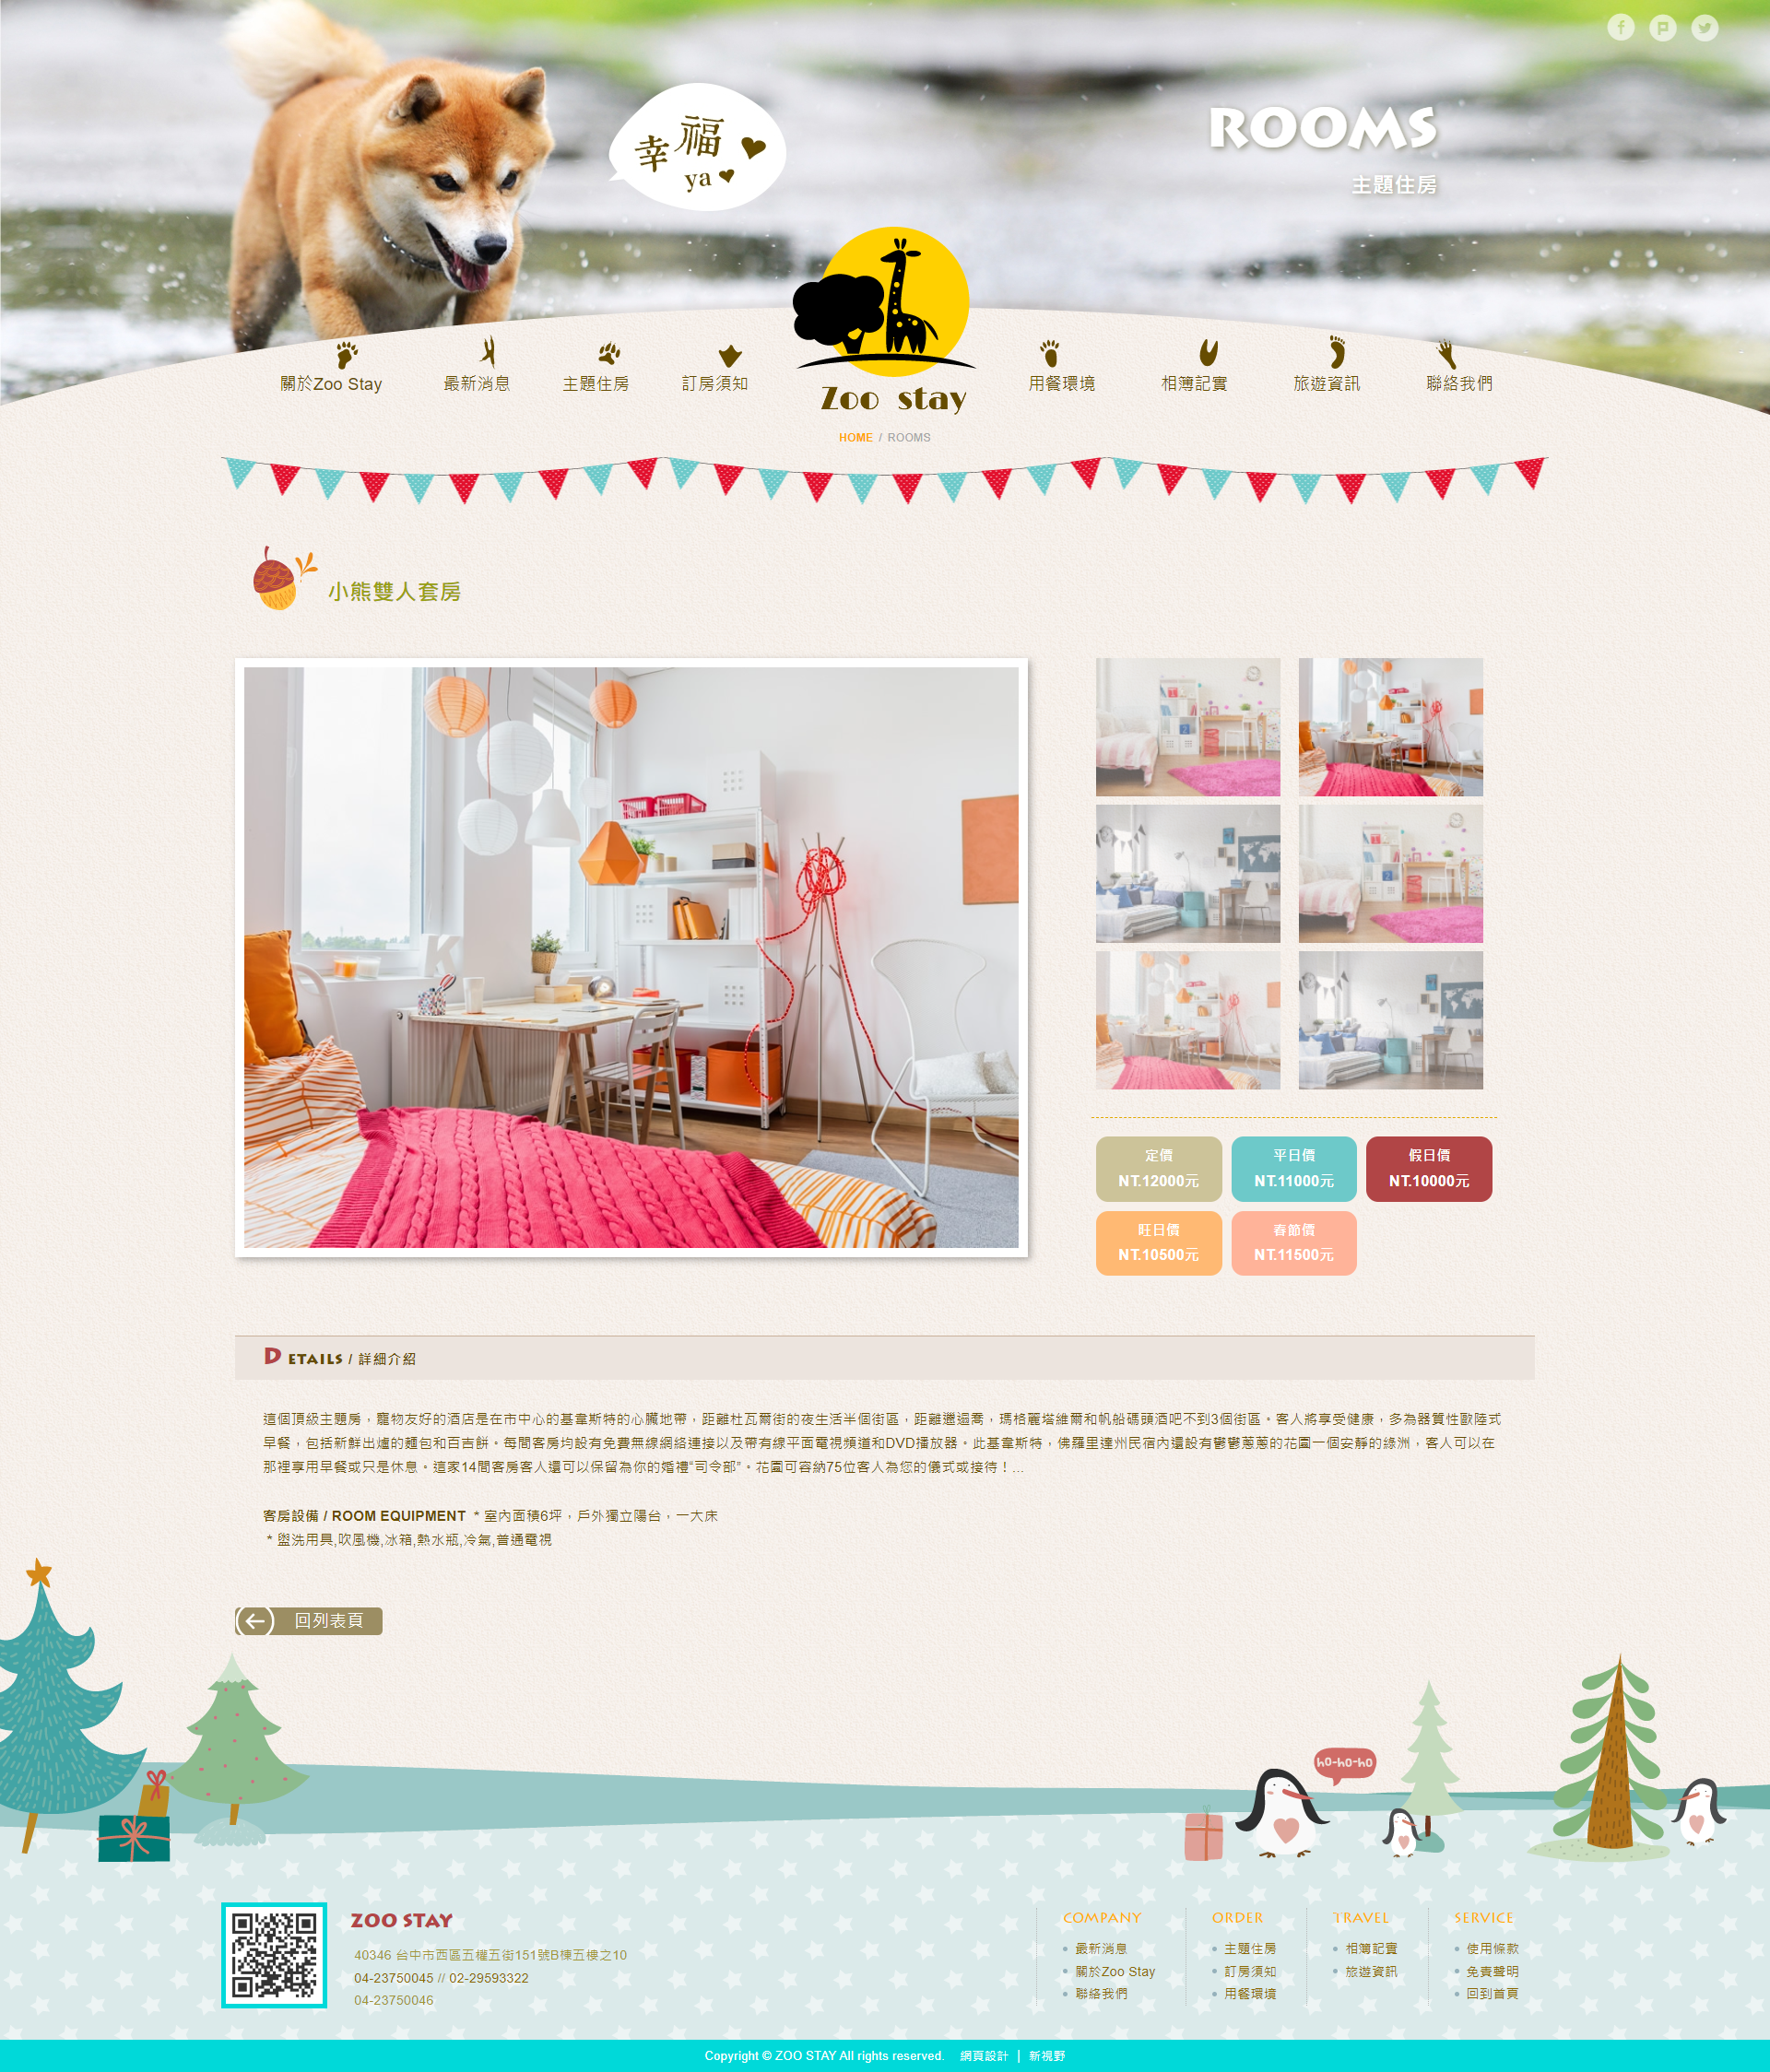 幸福
ya
ROOMS
主題住房
關於Zoo Stay
最新消息
主題住房
訂房須知
Zoo stay
用餐環境
相簿記實
旅遊資訊
聯絡我們
HOME / ROOMS
小熊雙人套房
定價
NT.12000元
平日價
NT.11000元
假日價
NT.10000元
旺日價
NT.10500元
春節價
NT.11500元
DETAILS / 詳細介紹
這個頂級主題房，寵物友好的酒店是在市中心的基韋斯特的心臟地帶，距離杜瓦爾街的夜生活半個街區，距離邂逅喬，瑪格麗塔維爾和帆船碼頭酒吧不到3個街區。客人將享受健康，多為器質性歐陸式
早餐，包括新鮮出爐的麵包和百吉餅。每間客房均設有免費無線網絡連接以及帶有線平面電視頻道和DVD播放器。此基韋斯特，佛羅里達州民宿內還設有鬱鬱蔥蔥的花園一個安靜的綠洲，客人可以在
那裡享用早餐或只是休息。這家14間客房客人還可以保留為你的婚禮“司令部”。花園可容納75位客人為您的儀式或接待！...
客房設備 / ROOM EQUIPMENT * 室內面積6坪，戶外獨立陽台，一大床
* 盥洗用具,吹風機,冰箱,熱水瓶,冷氣,普通電視
回列表頁
ho-ho-ho
ZOO STAY
40346 台中市西區五權五街151號B棟五樓之10
04-23750045 // 02-29593322
04-23750046
COMPANY
最新消息
關於Zoo Stay
聯絡我們
ORDER
主題住房
訂房須知
用餐環境
TRAVEL
相簿記實
旅遊資訊
SERVICE
使用條款
免責聲明
回到首頁
Copyright © ZOO STAY All rights reserved. 網頁設計 | 新視野